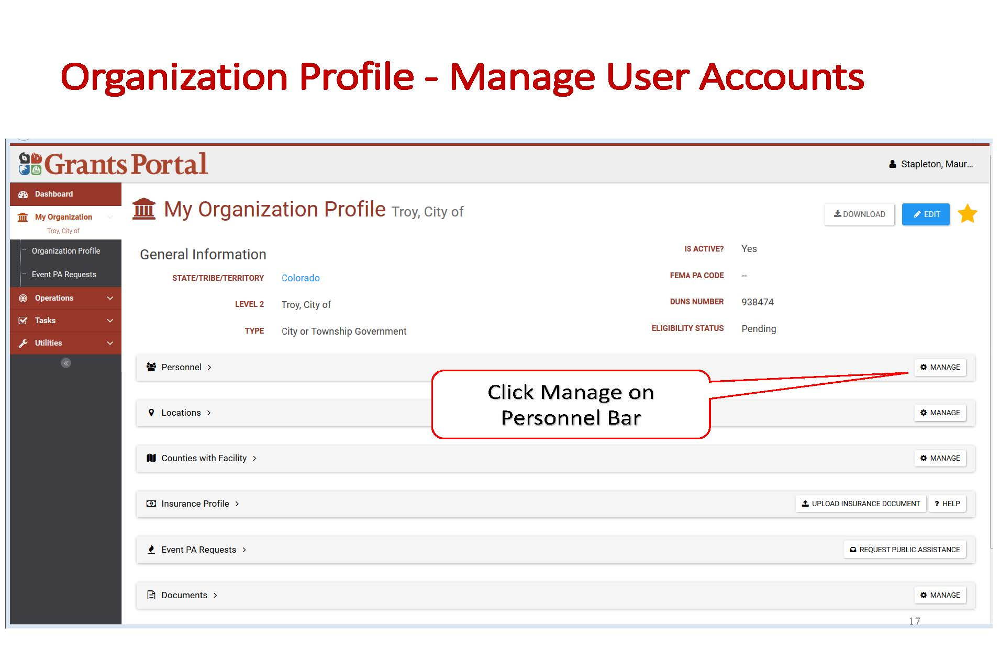 Organization Profile - Manage User Accounts
Grants Portal
Stapleton, Maur...
Dashboard
My Organization
Troy, City of
Organization Profile
Event PA Requests
Operations
Tasks
Utilities
My Organization Profile Troy, City of
DOWNLOAD
EDIT
General Information
STATE/TRIBE/TERRITORY Colorado
LEVEL 2 Troy, City of
TYPE City or Township Government
IS ACTIVE? Yes
FEMA PA CODE --
DUNS NUMBER 938474
ELIGIBILITY STATUS Pending
Personnel > MANAGE
Click Manage on
Personnel Bar
Locations > MANAGE
Counties with Facility > MANAGE
Insurance Profile > UPLOAD INSURANCE DOCUMENT ? HELP
Event PA Requests > REQUEST PUBLIC ASSISTANCE
Documents > MANAGE
17